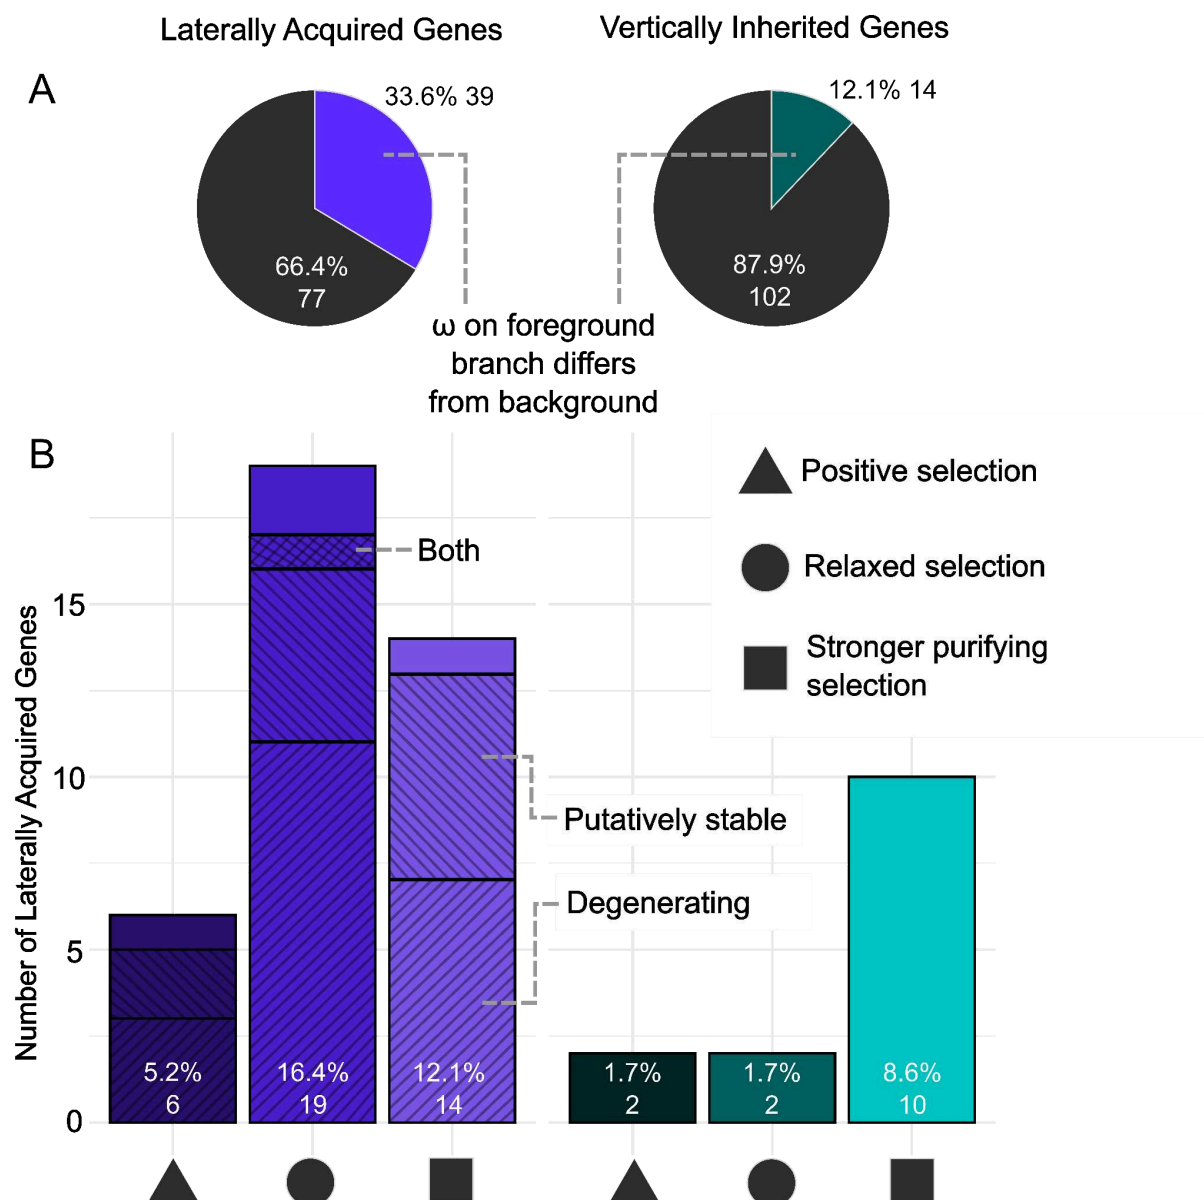 Laterally Acquired Genes
Vertically Inherited Genes
A
33.6% 39
12.1% 14
66.4%
77
87.9%
102
ω on foreground
branch differs
from background
B
Positive selection
Both
Relaxed selection
Stronger purifying
selection
Putatively stable
Degenerating
Number of Laterally Acquired Genes
15
10
5
0
5.2%
6
16.4%
19
12.1%
14
1.7%
2
1.7%
2
8.6%
10